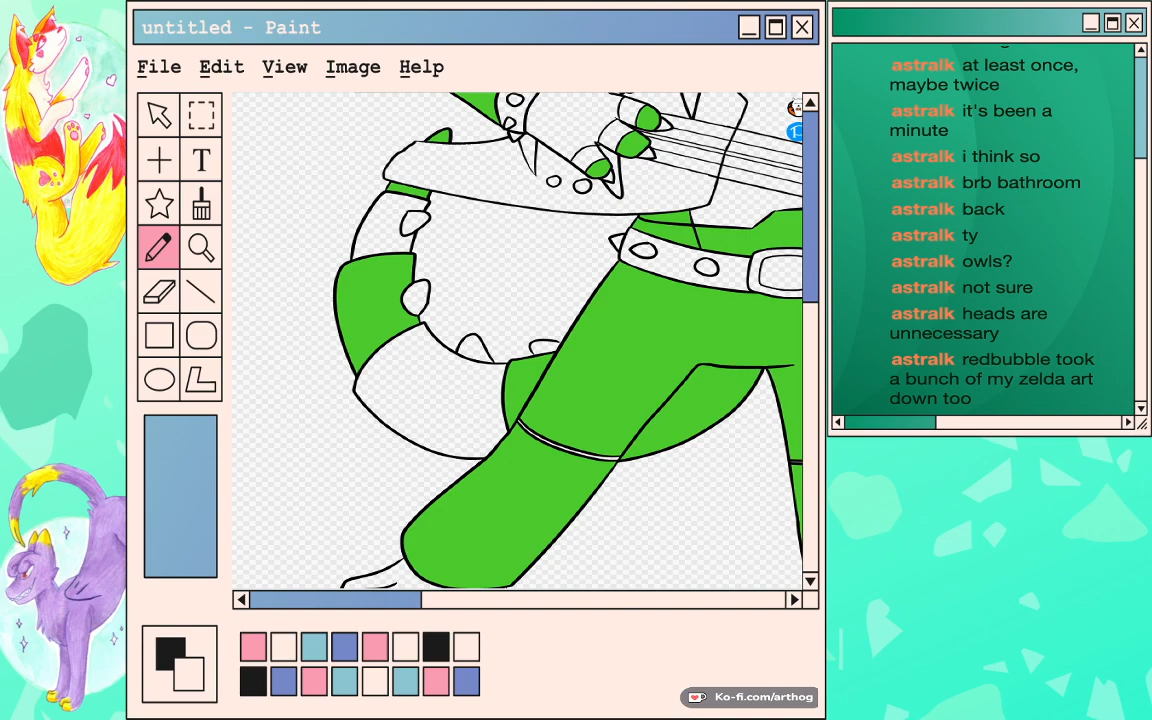 untitled - Paint
File Edit View Image Help
T
astralk at least once,
maybe twice
astralk it's been a
minute
astralk i think so
astralk brb bathroom
astralk back
astralk ty
astralk owls?
astralk not sure
astralk heads are
unnecessary
astralk redbubble took
a bunch of my zelda art
down too
Ko-fi.com/arthog